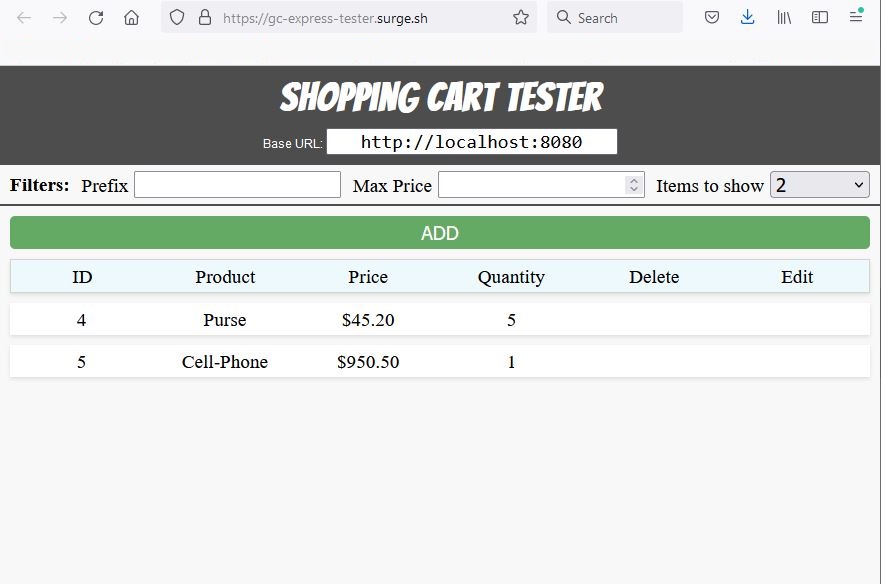 https://gc-express-tester.surge.sh Search
SHOPPING CART TESTER
Base URL: http://localhost:8080
Filters: Prefix Max Price Items to show 2
ADD
ID Product Price Quantity Delete Edit
4 Purse $45.20 5
5 Cell-Phone $950.50 1